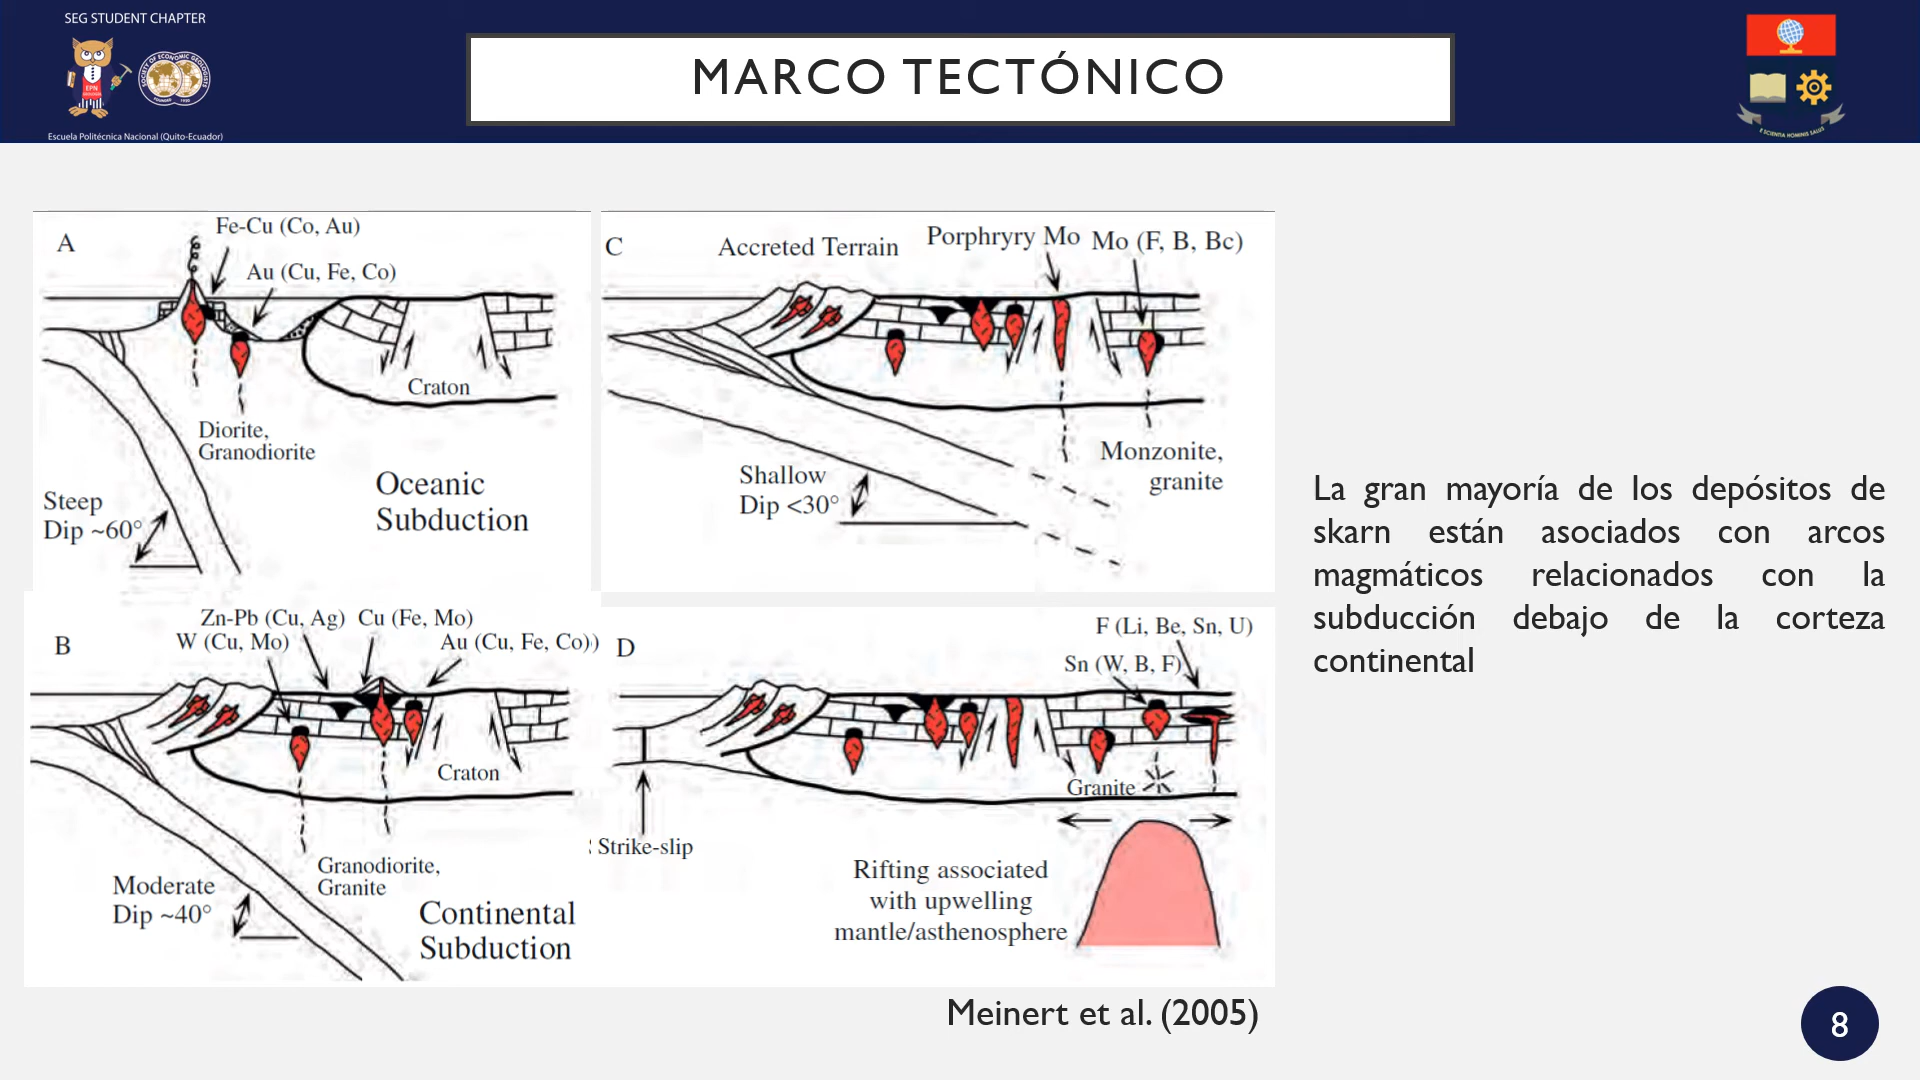 SEG STUDENT CHAPTER
EPN
Escuela Politécnica Nacional (Quito-Ecuador)
MARCO TECTÓNICO
E SCIENTIA HOMINIS SALUS
A
Fe-Cu (Co, Au)
Au (Cu, Fe, Co)
Craton
Diorite,
Granodiorite
Steep
Dip ~60°
Oceanic
Subduction
C
Accreted Terrain
Porphryry Mo
Mo (F, B, Bc)
Shallow
Dip <30°
Monzonite,
granite
B
Zn-Pb (Cu, Ag)
Cu (Fe, Mo)
W (Cu, Mo)
Au (Cu, Fe, Co))
Craton
Granodiorite,
Granite
Moderate
Dip ~40°
Continental
Subduction
D
F (Li, Be, Sn, U)
Sn (W, B, F)
Granite
Strike-slip
Rifting associated
with upwelling
mantle/asthenosphere
La gran mayoría de los depósitos de
skarn están asociados con arcos
magmáticos relacionados con la
subducción debajo de la corteza
continental
Meinert et al. (2005)
8